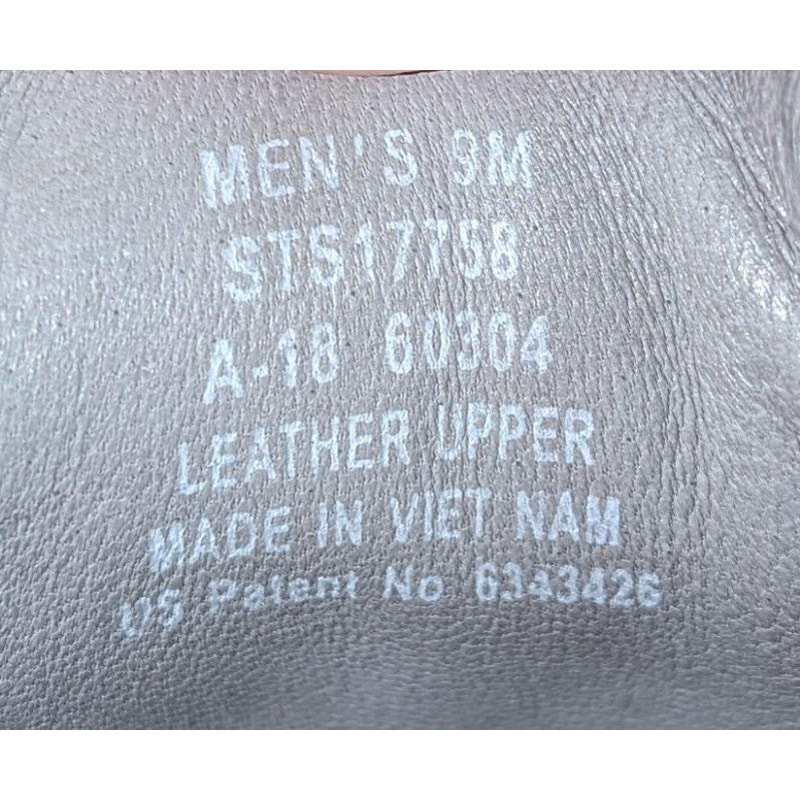 MEN'S 9M
STS17758
A-18 60304
LEATHER UPPER
MADE IN VIET NAM
US Patent No 6343426